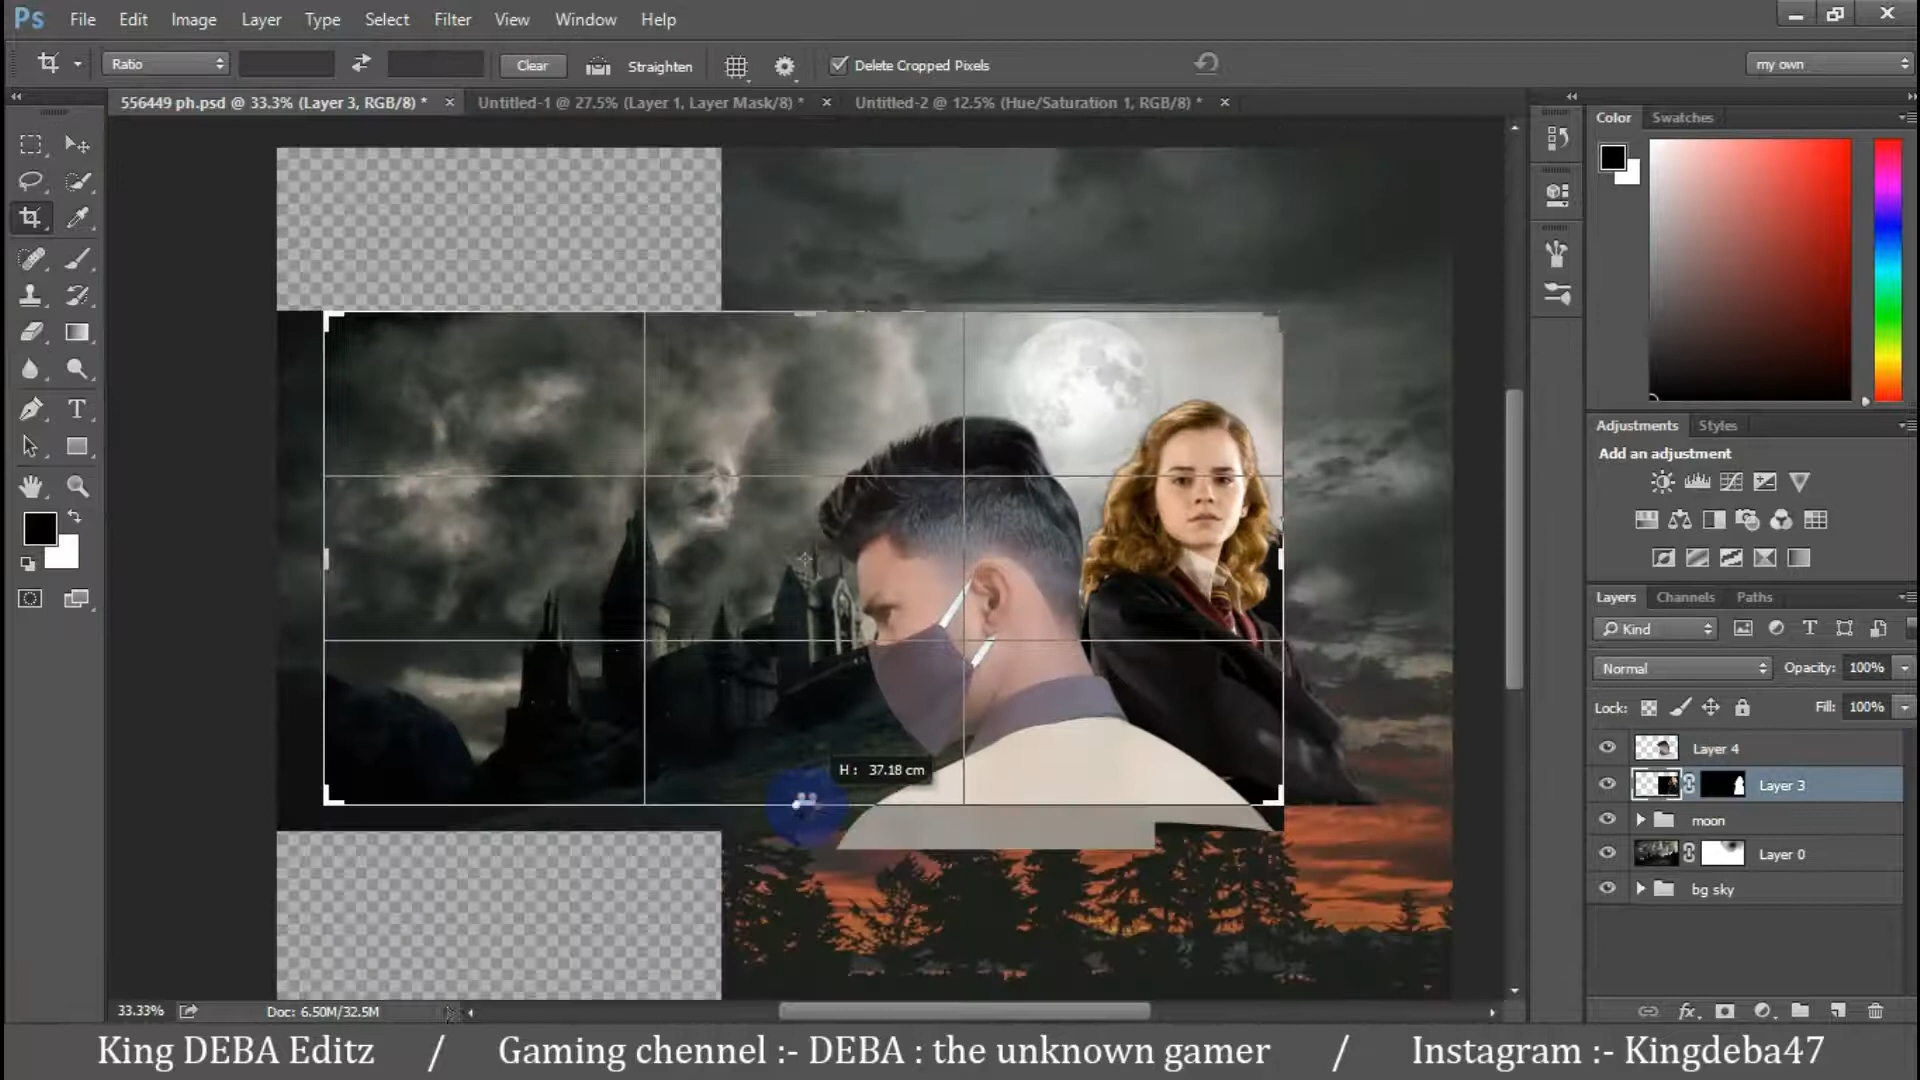 Ps File Edit Image Layer Type Select Filter View Window Help
Ratio Clear Straighten Delete Cropped Pixels my own
556449 ph.psd @ 33.3% (Layer 3, RGB/8) * Untitled-1 @ 27.5% (Layer 1, Layer Mask/8) * Untitled-2 @ 12.5% (Hue/Saturation 1, RGB/8) *
Color Swatches
Adjustments Styles
Add an adjustment
Layers Channels Paths
Kind
Normal Opacity: 100%
Lock: Fill: 100%
Layer 4
Layer 3
moon
Layer 0
bg sky
H : 37.18 cm
33.33% Doc: 6.50M/32.5M
King DEBA Editz / Gaming chennel :- DEBA : the unknown gamer / Instagram :- Kingdeba47